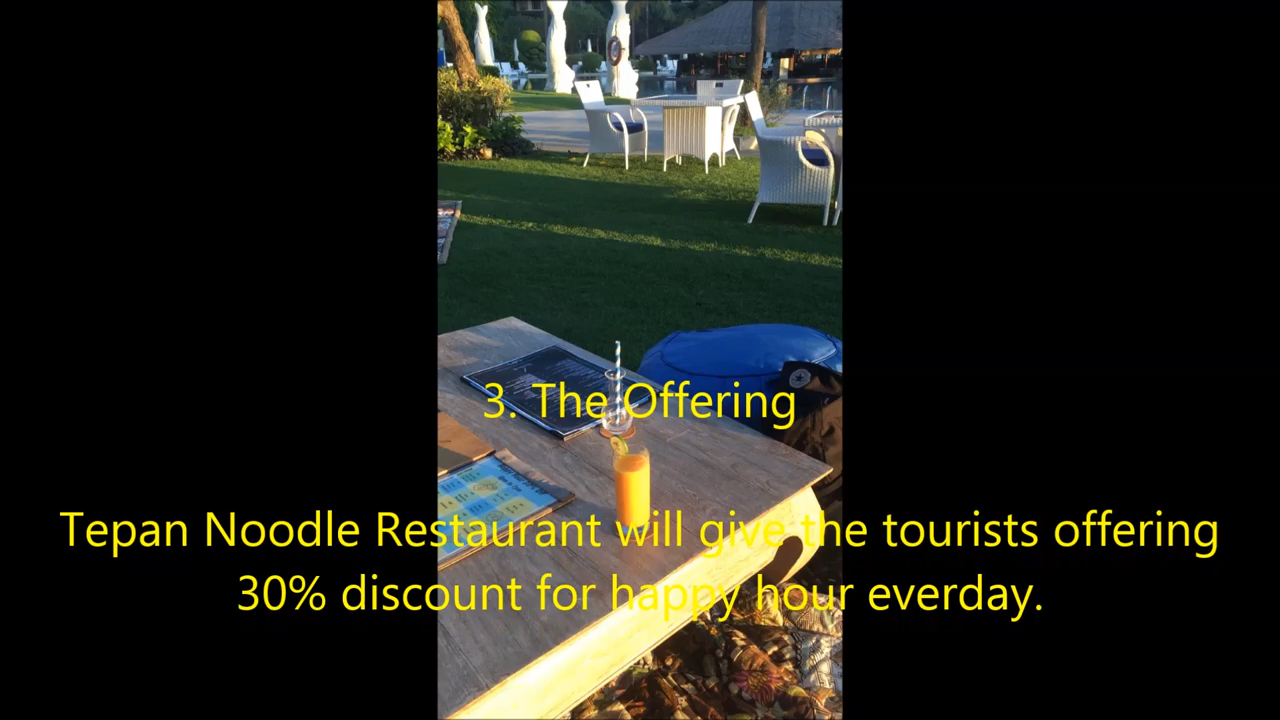 3. The Offering
Tepan Noodle Restaurant will give the tourists offering
30% discount for happy hour everday.